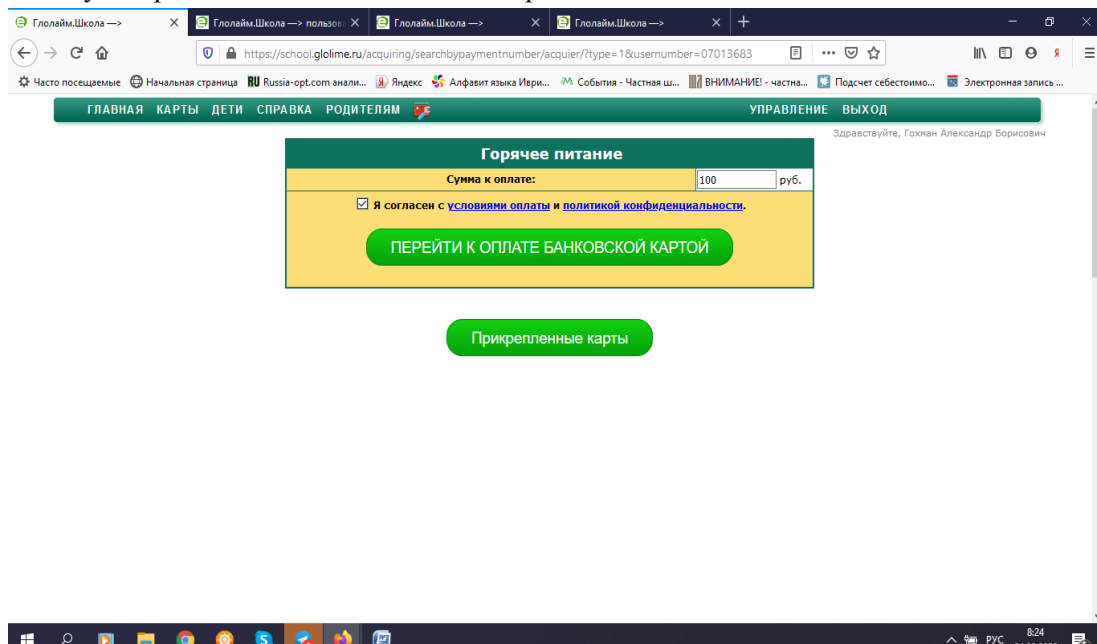 Глолайм.Школа —>
Глолайм.Школа —> пользов
Глолайм.Школа —>
Глолайм.Школа —>
https://school.glolime.ru/acquiring/searchbypaymentnumber/acquier/?type=1&usernumber=07013683
Часто посещаемые
Начальная страница
RU Russia-opt.com анали...
Яндекс
Алфавит языка Иври...
События - Частная ш...
ВНИМАНИЕ! - частна...
Подсчет себестоимо...
Электронная запись ...
ГЛАВНАЯ КАРТЫ ДЕТИ СПРАВКА РОДИТЕЛЯМ
УПРАВЛЕНИЕ ВЫХОД
Здравствуйте, Гохман Александр Борисович
Горячее питание
Сумма к оплате: 100 руб.
Я согласен с условиями оплаты и политикой конфиденциальности.
ПЕРЕЙТИ К ОПЛАТЕ БАНКОВСКОЙ КАРТОЙ
Прикрепленные карты
РУС
8:24